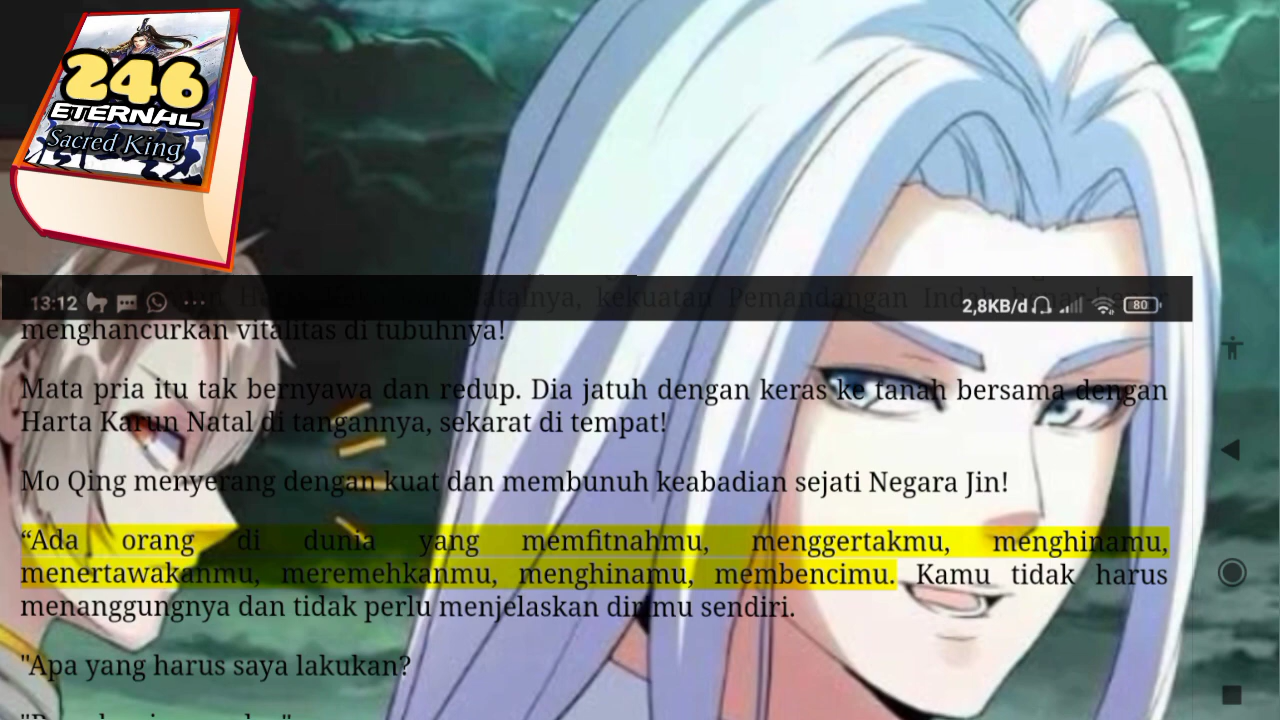 246
ETERNAL
Sacred King
13:12
2,8KB/d
80
menghancurkan vitalitas di tubuhnya!
Mata pria itu tak bernyawa dan redup. Dia jatuh dengan keras ke tanah bersama dengan
Harta Karun Natal di tangannya, sekarat di tempat!
Mo Qing menyerang dengan kuat dan membunuh keabadian sejati Negara Jin!
“Ada orang di dunia yang memfitnahmu, menggertakmu, menghinamu,
menertawakanmu, meremehkanmu, menghinamu, membencimu. Kamu tidak harus
menanggungnya dan tidak perlu menjelaskan dirimu sendiri.
"Apa yang harus saya lakukan?